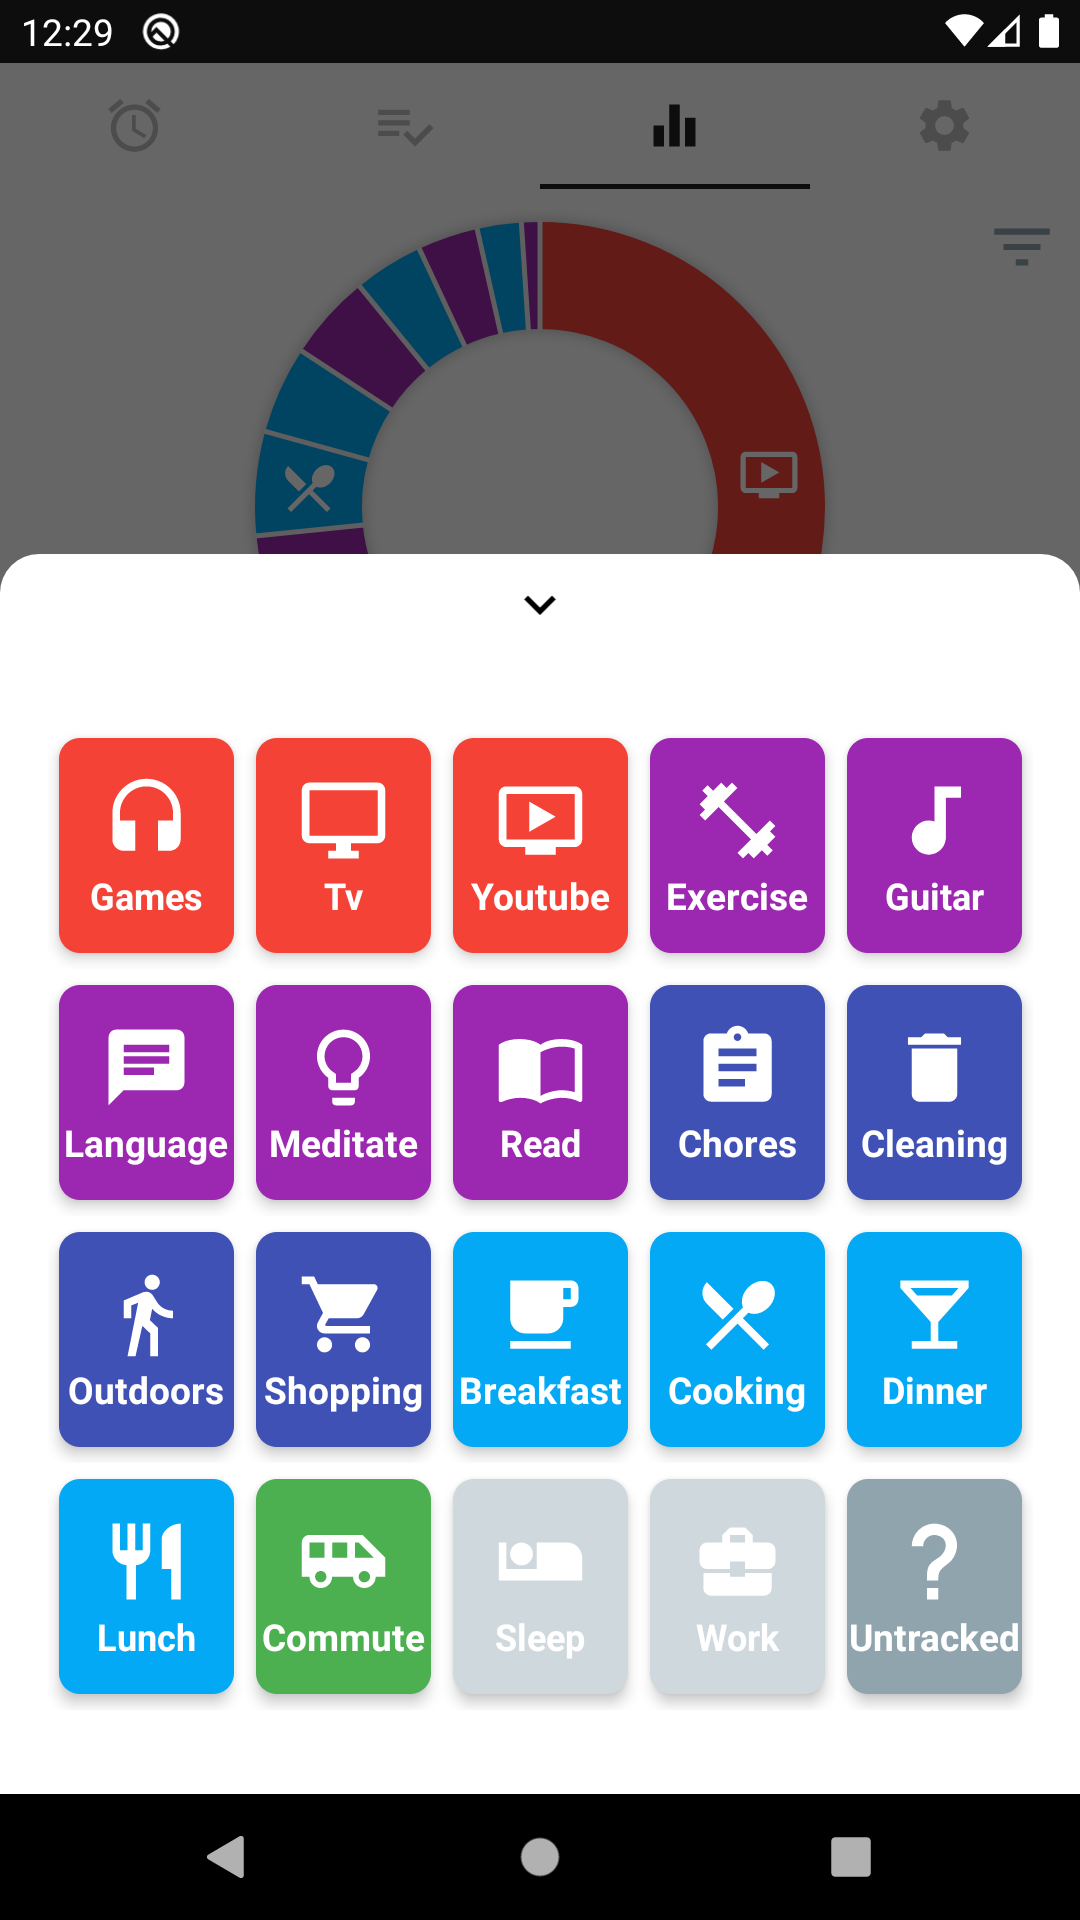 12:29
Games
Tv
Youtube
Exercise
Guitar
Language
Meditate
Read
Chores
Cleaning
Outdoors
Shopping
Breakfast
Cooking
Dinner
Lunch
Commute
Sleep
Work
Untracked